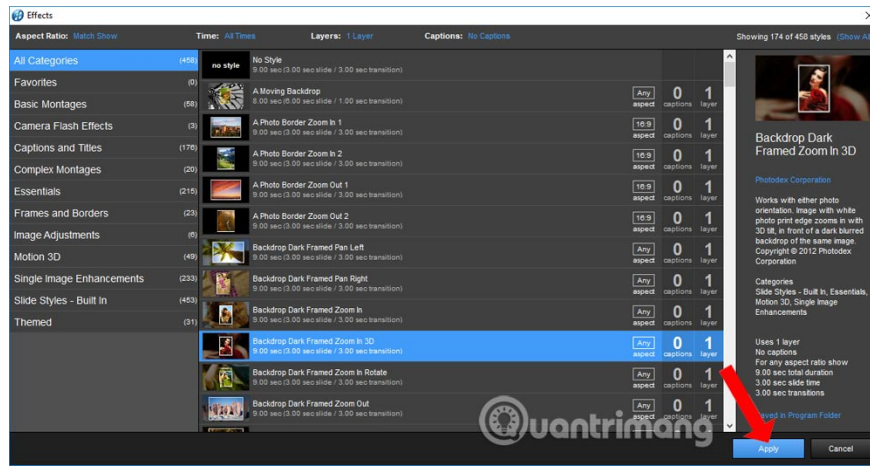 Effects
Aspect Ratio: Match Show Time: All Times Layers: 1 Layer Captions: No Captions Showing 174 of 458 styles (Show Al
All Categories (458)
Favorites (0)
Basic Montages (58)
Camera Flash Effects (3)
Captions and Titles (176)
Complex Montages (20)
Essentials (215)
Frames and Borders (23)
Image Adjustments (6)
Motion 3D (49)
Single Image Enhancements (233)
Slide Styles - Built In (453)
Themed (31)
no style No Style
9.00 sec (3.00 sec slide / 3.00 sec transition)
A Moving Backdrop Any 0 1
8.00 sec (6.00 sec slide / 1.00 sec transition) aspect captions layer
A Photo Border Zoom In 1 16:9 0 1
9.00 sec (3.00 sec slide / 3.00 sec transition) aspect captions layer
A Photo Border Zoom In 2 16:9 0 1
9.00 sec (3.00 sec slide / 3.00 sec transition) aspect captions layer
A Photo Border Zoom Out 1 16:9 0 1
9.00 sec (3.00 sec slide / 3.00 sec transition) aspect captions layer
A Photo Border Zoom Out 2 16:9 0 1
9.00 sec (3.00 sec slide / 3.00 sec transition) aspect captions layer
Backdrop Dark Framed Pan Left Any 0 1
9.00 sec (3.00 sec slide / 3.00 sec transition) aspect captions layer
Backdrop Dark Framed Pan Right Any 0 1
9.00 sec (3.00 sec slide / 3.00 sec transition) aspect captions layer
Backdrop Dark Framed Zoom In Any 0 1
9.00 sec (3.00 sec slide / 3.00 sec transition) aspect captions layer
Backdrop Dark Framed Zoom In 3D Any 0 1
9.00 sec (3.00 sec slide / 3.00 sec transition) aspect captions layer
Backdrop Dark Framed Zoom In Rotate Any 0 1
9.00 sec (3.00 sec slide / 3.00 sec transition) aspect captions layer
Backdrop Dark Framed Zoom Out Any 0 1
9.00 sec (3.00 sec slide / 3.00 sec transition) aspect captions layer
Backdrop Dark
Framed Zoom In 3D
Photodex Corporation
Works with either photo
orientation. Image with white
photo print edge zooms in with
3D tilt, in front of a dark blurred
backdrop of the same image.
Copyright © 2012 Photodex
Corporation
Categories
Slide Styles - Built In, Essentials,
Motion 3D, Single Image
Enhancements
Uses 1 layer
No captions
For any aspect ratio show
9.00 sec total duration
3.00 sec slide time
3.00 sec transitions
Saved in Program Folder
Quantrimang
Apply Cancel